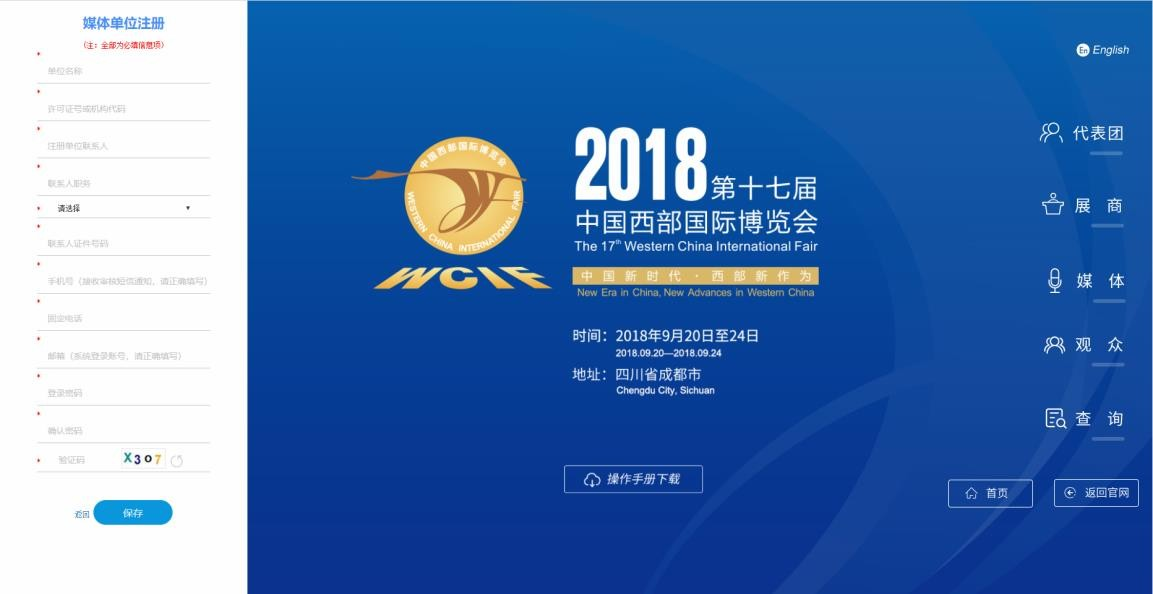 媒体单位注册
（注：全部为必填信息项）
* 单位名称
* 许可证号或机构代码
* 注册单位联系人
* 联系人职务
* 请选择
* 联系人证件号码
* 手机号（接收审核短信通知，请正确填写）
* 固定电话
* 邮箱（系统登录账号，请正确填写）
* 登录密码
* 确认密码
* 验证码 X3o7
返回 保存
En English
中国西部国际博览会
WESTERN CHINA INTERNATIONAL FAIR
WCIF
2018第十七届
中国西部国际博览会
The 17th Western China International Fair
中国新时代·西部新作为
New Era in China, New Advances in Western China
时间：2018年9月20日至24日
2018.09.20—2018.09.24
地址：四川省成都市
Chengdu City, Sichuan
操作手册下载
代表团
展 商
媒 体
观 众
查 询
首页
返回官网